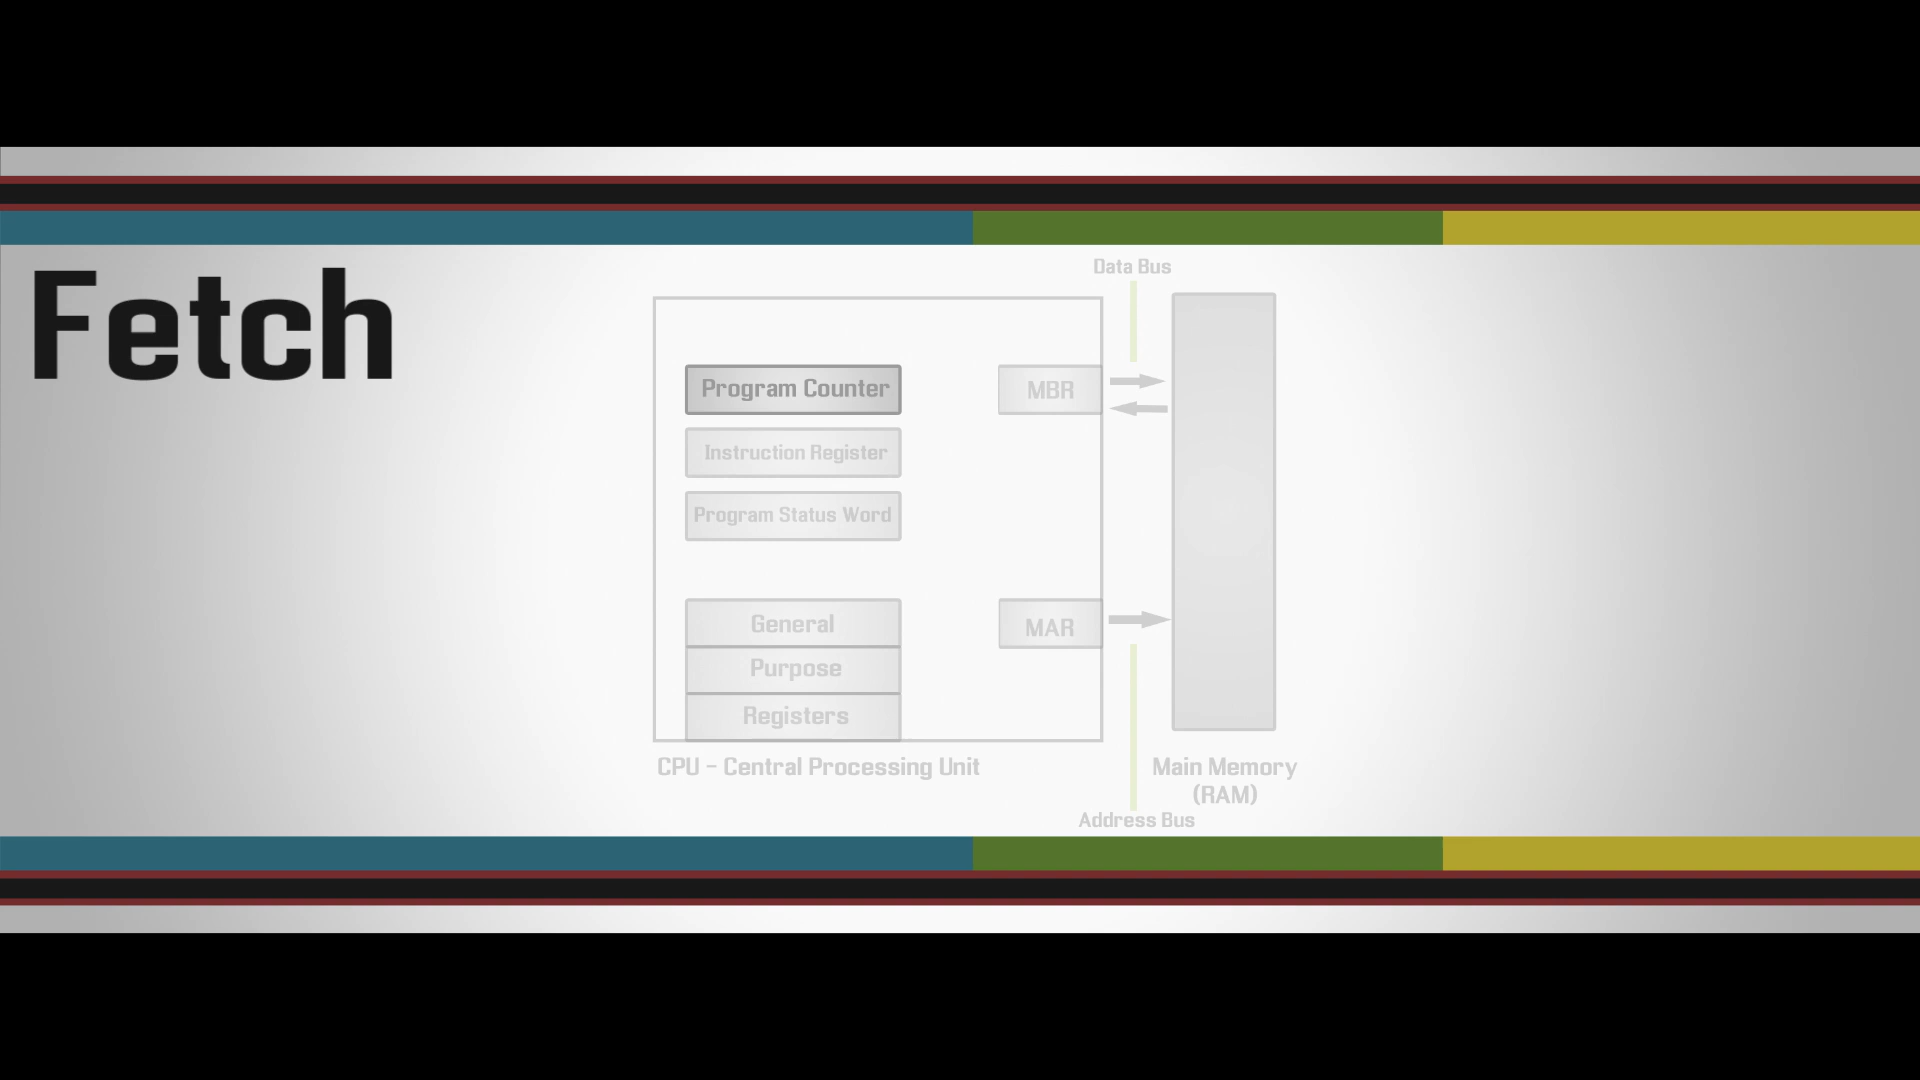 Fetch
Data Bus
Program Counter
MBR
Instruction Register
Program Status Word
General
MAR
Purpose
Registers
CPU - Central Processing Unit
Main Memory
(RAM)
Address Bus